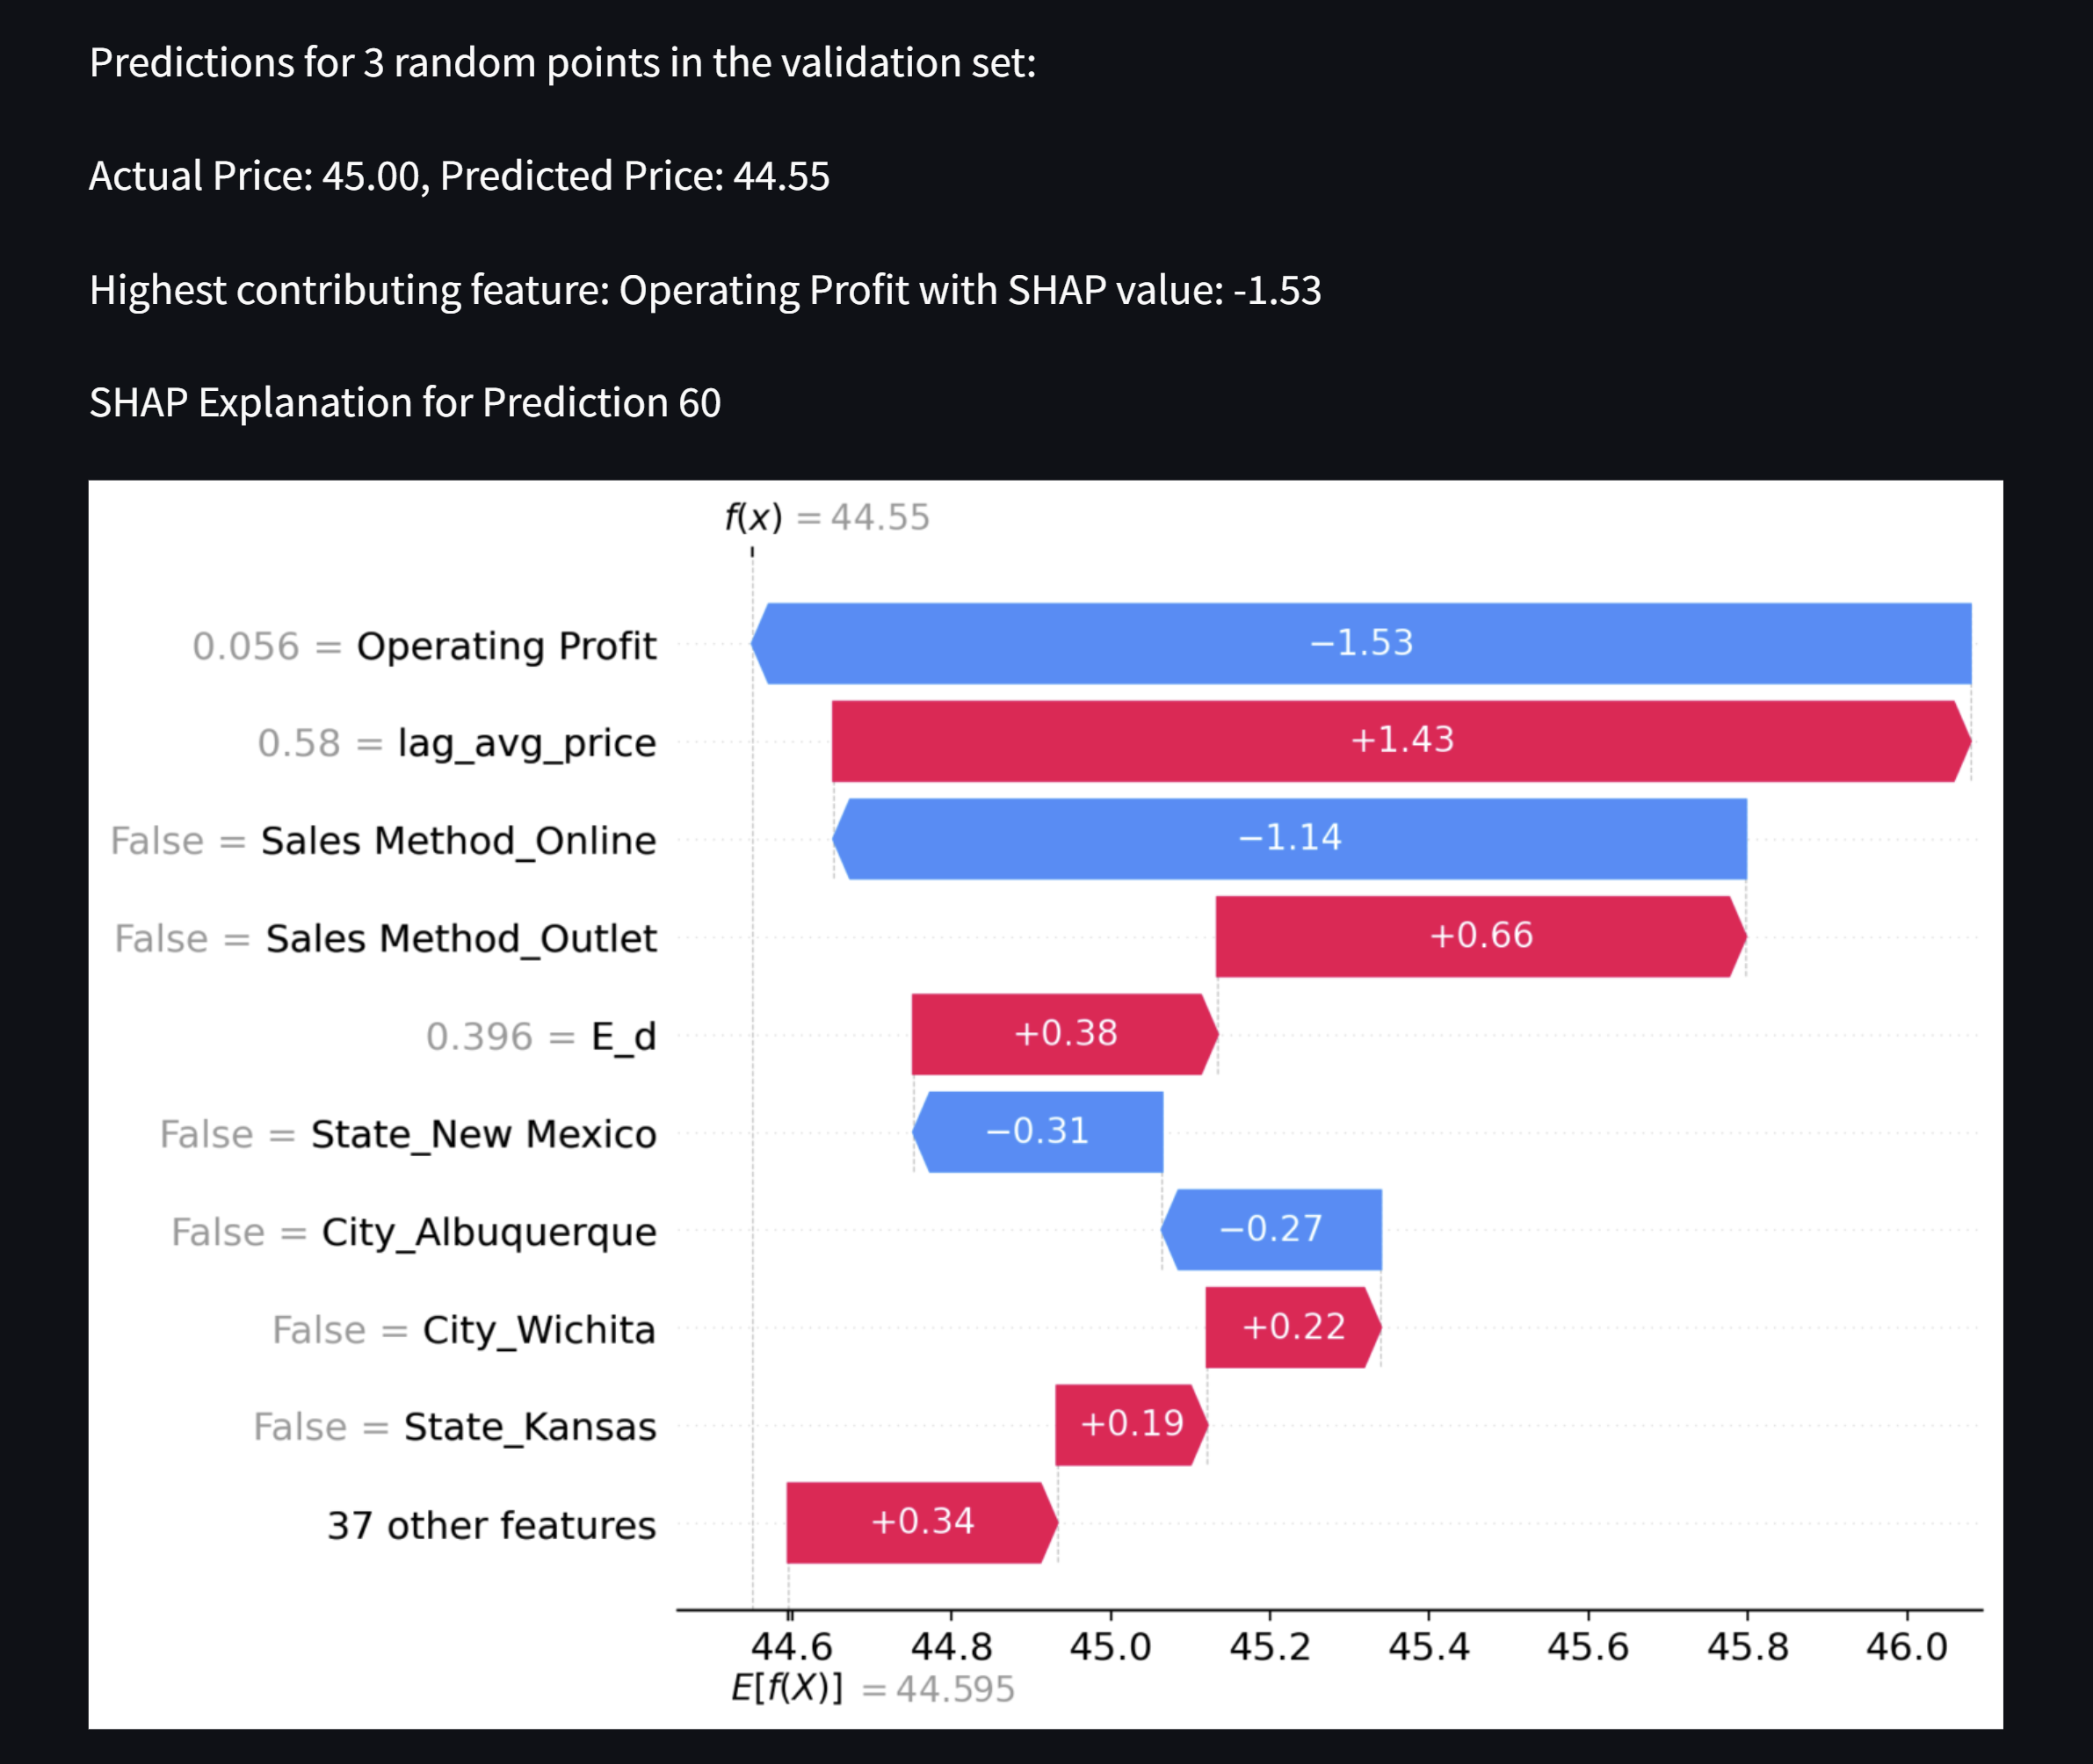 Predictions for 3 random points in the validation set:
Actual Price: 45.00, Predicted Price: 44.55
Highest contributing feature: Operating Profit with SHAP value: -1.53
SHAP Explanation for Prediction 60
f(x) = 44.55
0.056 = Operating Profit −1.53
0.58 = lag_avg_price +1.43
False = Sales Method_Online −1.14
False = Sales Method_Outlet +0.66
0.396 = E_d +0.38
False = State_New Mexico −0.31
False = City_Albuquerque −0.27
False = City_Wichita +0.22
False = State_Kansas +0.19
37 other features +0.34
44.6 44.8 45.0 45.2 45.4 45.6 45.8 46.0
E[f(X)] = 44.595